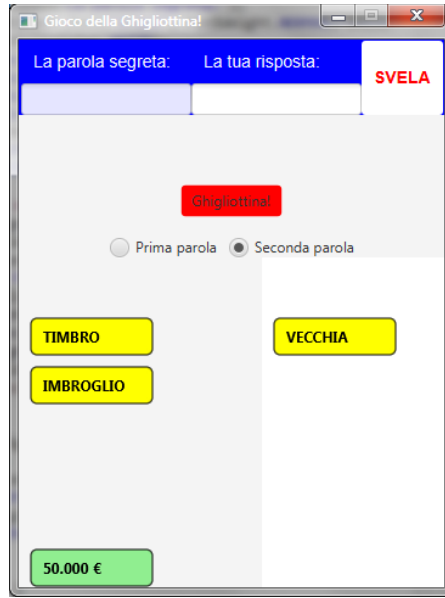 Gioco della Ghigliottina!
La parola segreta: La tua risposta:
SVELA
Ghigliottina!
Prima parola Seconda parola
TIMBRO VECCHIA
IMBROGLIO
50.000 €